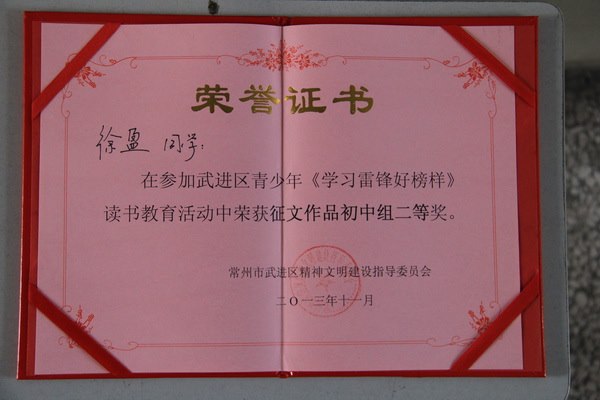 荣誉证书
徐盈 同学:
在参加武进区青少年《学习雷锋好榜样》
读书教育活动中荣获征文作品初中组二等奖。
常州市武进区精神文明建设指导委员会
二〇一三年十一月